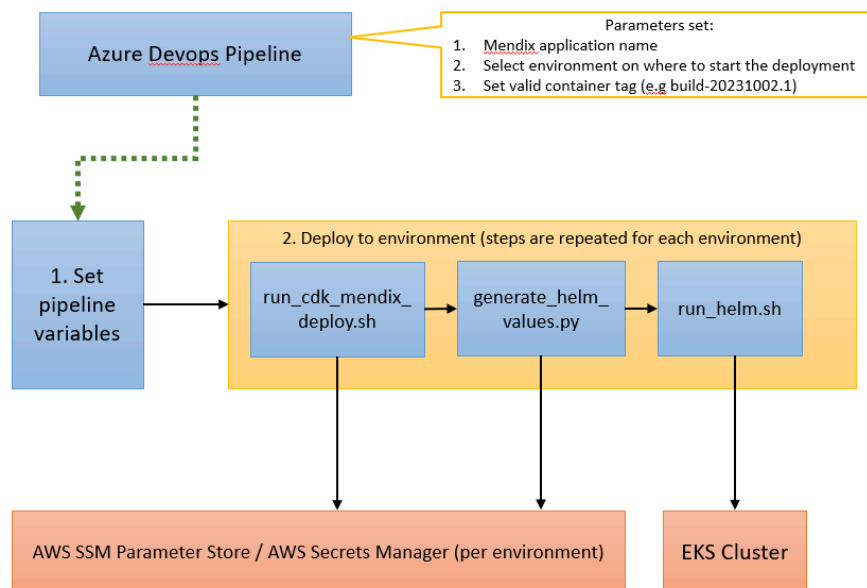 Azure Devops Pipeline
Parameters set:
1. Mendix application name
2. Select environment on where to start the deployment
3. Set valid container tag (e.g build-20231002.1)
1. Set
pipeline
variables
2. Deploy to environment (steps are repeated for each environment)
run_cdk_mendix_
deploy.sh
generate_helm_
values.py
run_helm.sh
AWS SSM Parameter Store / AWS Secrets Manager (per environment)
EKS Cluster